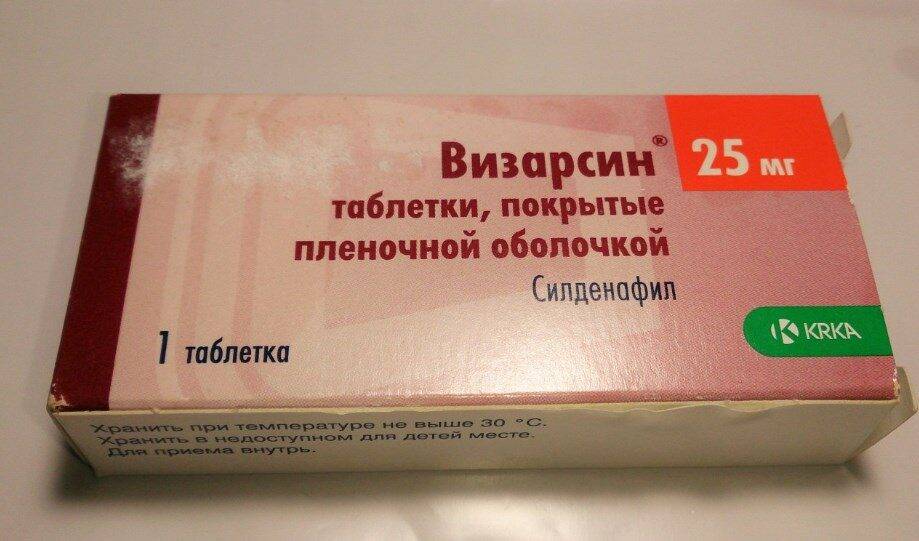 Визарсин®
25 мг
таблетки, покрытые
пленочной оболочкой
Силденафил
KRKA
1 таблетка
Хранить при температуре не выше 30 °С.
Хранить в недоступном для детей месте.
Для приема внутрь.